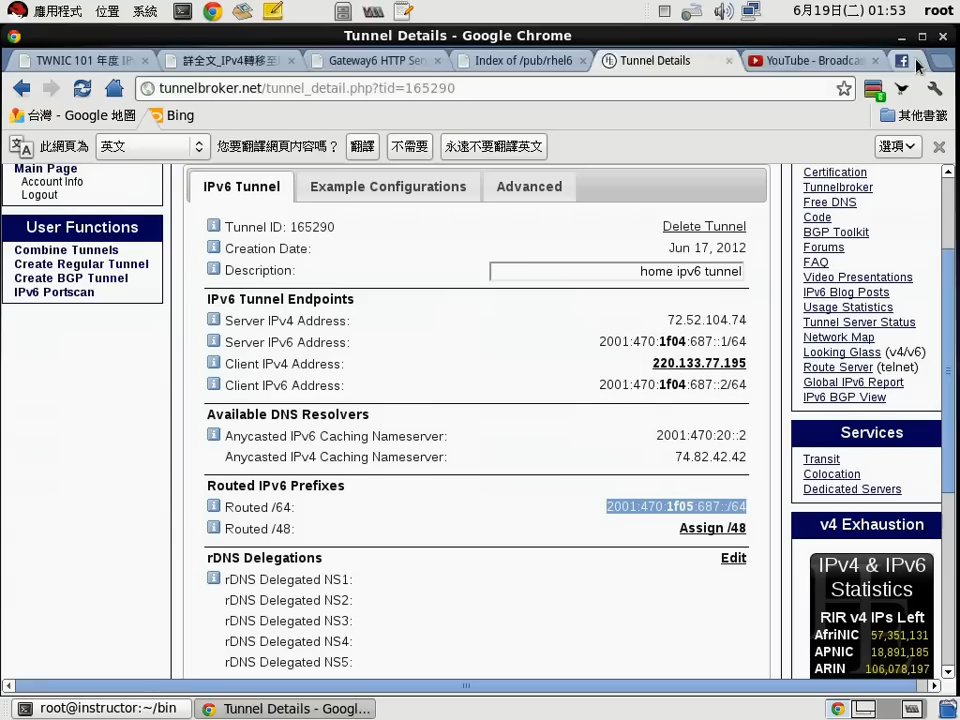 應用程式 位置 系統 6月19日(二) 01:53 root
Tunnel Details - Google Chrome
TWNIC 101 年度 IP 詳全文_IPv4轉移至 Gateway6 HTTP Ser Index of /pub/rhel6 Tunnel Details YouTube - Broadcas
tunnelbroker.net/tunnel_detail.php?tid=165290
台灣 - Google 地圖 Bing 其他書籤
此網頁為 英文 您要翻譯網頁內容嗎？ 翻譯 不需要 永遠不要翻譯英文 選項
Main Page
Account Info
Logout
User Functions
Combine Tunnels
Create Regular Tunnel
Create BGP Tunnel
IPv6 Portscan
IPv6 Tunnel Example Configurations Advanced
Tunnel ID: 165290 Delete Tunnel
Creation Date: Jun 17, 2012
Description: home ipv6 tunnel
IPv6 Tunnel Endpoints
Server IPv4 Address: 72.52.104.74
Server IPv6 Address: 2001:470:1f04:687::1/64
Client IPv4 Address: 220.133.77.195
Client IPv6 Address: 2001:470:1f04:687::2/64
Available DNS Resolvers
Anycasted IPv6 Caching Nameserver: 2001:470:20::2
Anycasted IPv4 Caching Nameserver: 74.82.42.42
Routed IPv6 Prefixes
Routed /64: 2001:470:1f05:687::/64
Routed /48: Assign /48
rDNS Delegations Edit
rDNS Delegated NS1:
rDNS Delegated NS2:
rDNS Delegated NS3:
rDNS Delegated NS4:
rDNS Delegated NS5:
Certification
Tunnelbroker
Free DNS
Code
BGP Toolkit
Forums
FAQ
Video Presentations
IPv6 Blog Posts
Usage Statistics
Tunnel Server Status
Network Map
Looking Glass (v4/v6)
Route Server (telnet)
Global IPv6 Report
IPv6 BGP View
Services
Transit
Colocation
Dedicated Servers
v4 Exhaustion
IPv4 & IPv6
Statistics
RIR v4 IPs Left
AfriNIC 57,351,131
APNIC 18,891,185
ARIN 106,078,197
root@instructor:~/bin Tunnel Details - Googl...